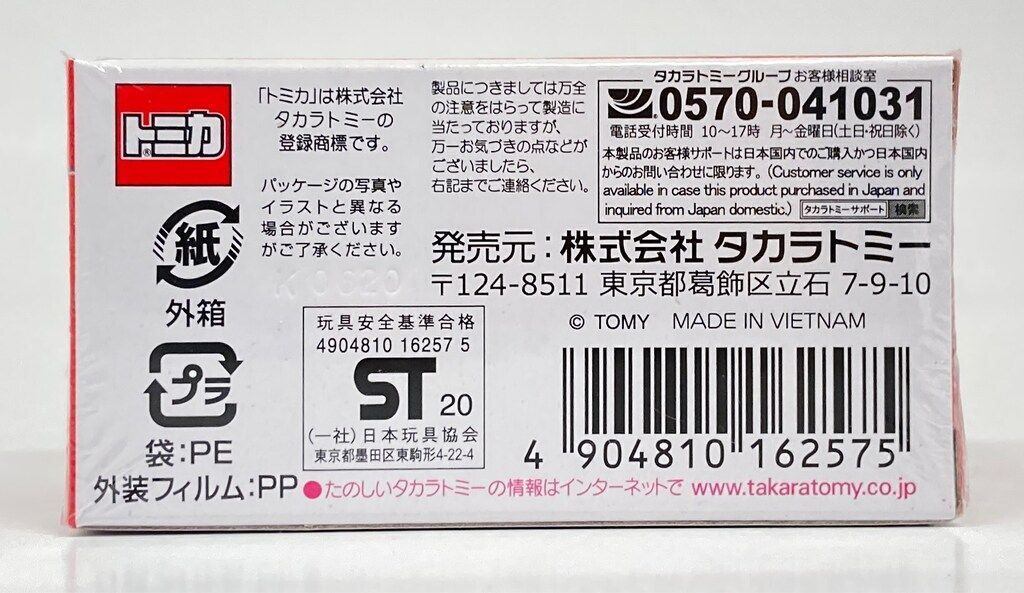 トミカ®
「トミカ」は株式会社
タカラトミーの
登録商標です。
パッケージの写真や
イラストと異なる
場合がございます
がご了承ください。
K0620
製品につきましては万全
の注意をはらって製造に
当たっておりますが、
万一お気づきの点などが
ございましたら、
右記までご連絡ください。
タカラトミーグループ お客様相談室
0570-041031
電話受付時間 10〜17時 月〜金曜日(土日・祝日除く)
本製品のお客様サポートは日本国内でのご購入かつ日本国内
からのお問い合わせに限ります。(Customer service is only
available in case this product purchased in Japan and
inquired from Japan domestic.) タカラトミーサポート 検索
発売元:株式会社 タカラトミー
〒124-8511 東京都葛飾区立石 7-9-10
© TOMY MADE IN VIETNAM
紙
外箱
プラ
袋:PE
外装フィルム:PP
玩具安全基準合格
4904810 16257 5
ST 20
(一社)日本玩具協会
東京都墨田区東駒形4-22-4
4 904810 162575
●たのしいタカラトミーの情報はインターネットで www.takaratomy.co.jp